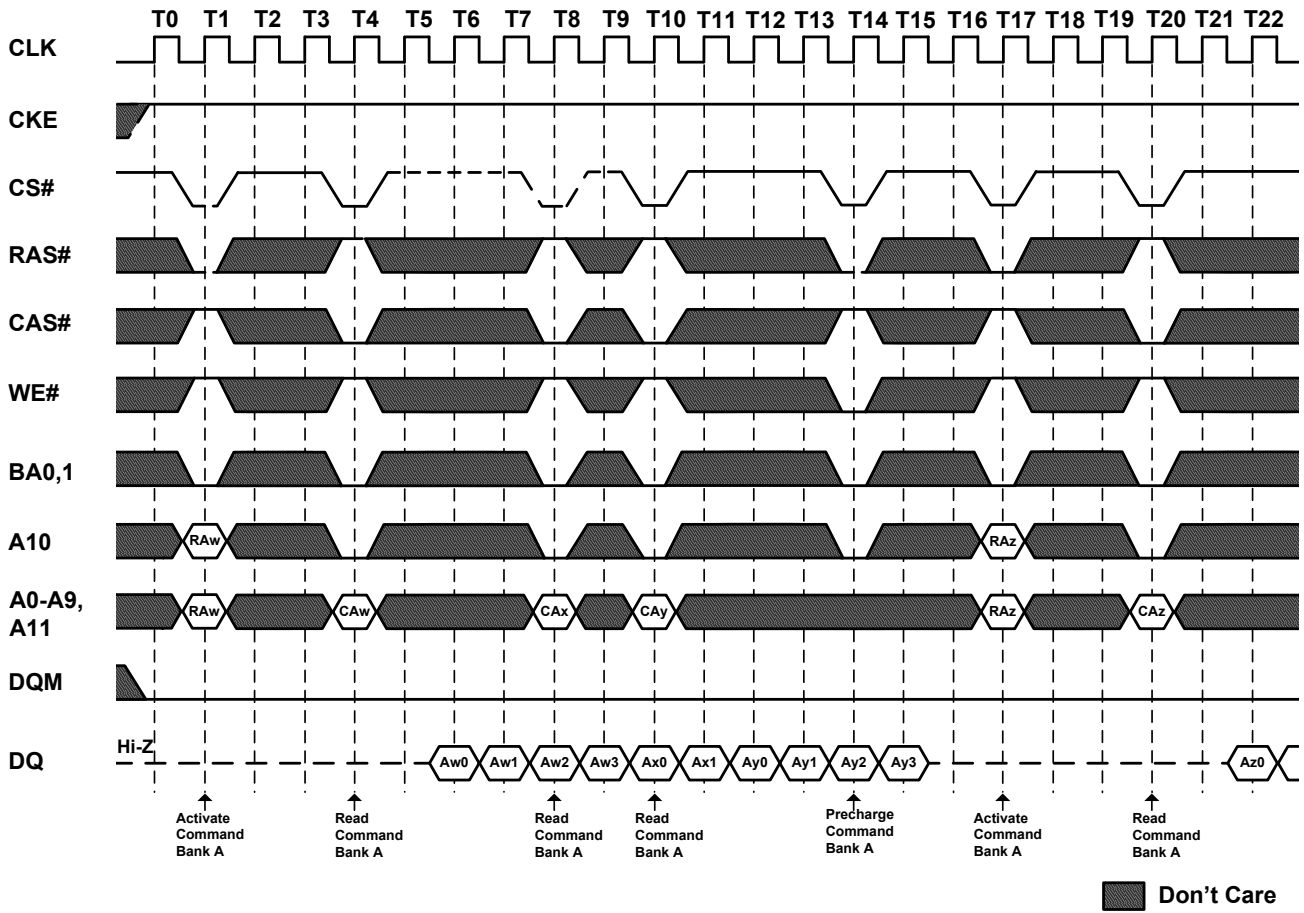 T0 T1 T2 T3 T4 T5 T6 T7 T8 T9 T10 T11 T12 T13 T14 T15 T16 T17 T18 T19 T20 T21 T22
CLK
CKE
CS#
RAS#
CAS#
WE#
BA0,1
A10 RAw RAz
A0-A9,
A11
RAw CAw CAx CAy RAz CAz
DQM
DQ Hi-Z Aw0 Aw1 Aw2 Aw3 Ax0 Ax1 Ay0 Ay1 Ay2 Ay3 Az0
Activate
Command
Bank A
Read
Command
Bank A
Read
Command
Bank A
Read
Command
Bank A
Precharge
Command
Bank A
Activate
Command
Bank A
Read
Command
Bank A
Don't Care